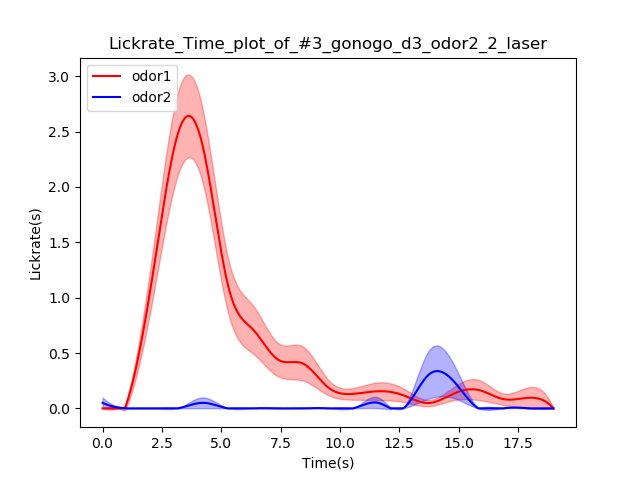 Lickrate_Time_plot_of_#3_gonogo_d3_odor2_2_laser
odor1
odor2
Lickrate(s)
3.0
2.5
2.0
1.5
1.0
0.5
0.0
0.0 2.5 5.0 7.5 10.0 12.5 15.0 17.5
Time(s)